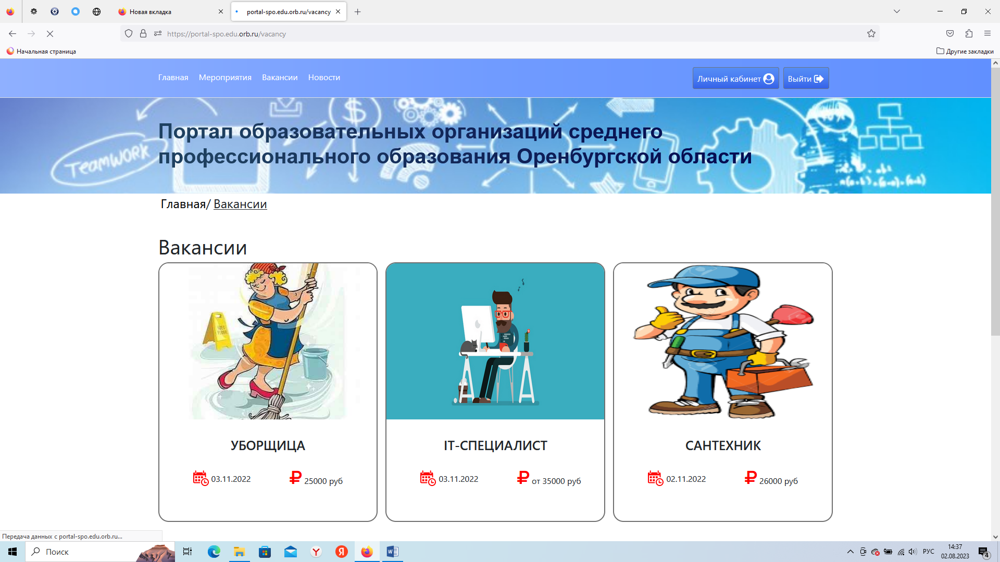 Новая вкладка
portal-spo.edu.orb.ru/vacancy
https://portal-spo.edu.orb.ru/vacancy
Начальная страница
Другие закладки
Главная Мероприятия Вакансии Новости
Личный кабинет Выйти
Портал образовательных организаций среднего
профессионального образования Оренбургской области
TEAMWORK
Главная/ Вакансии
Вакансии
УБОРЩИЦА
03.11.2022 25000 руб
IT-СПЕЦИАЛИСТ
03.11.2022 от 35000 руб
САНТЕХНИК
02.11.2022 26000 руб
Передача данных с portal-spo.edu.orb.ru...
Поиск
РУС
14:37
02.08.2023
4